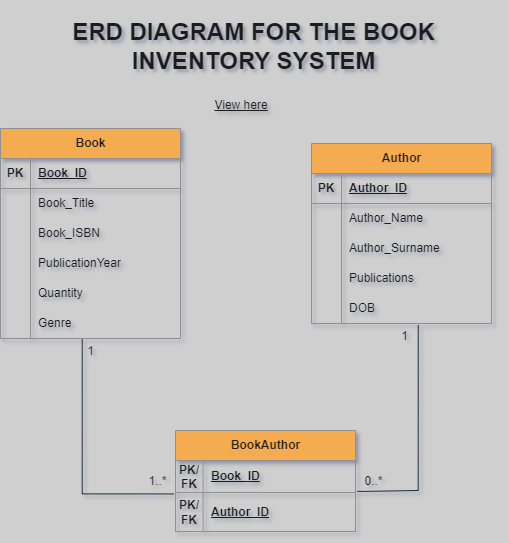 ERD DIAGRAM FOR THE BOOK
INVENTORY SYSTEM
View here
Book
PK Book_ID
Book_Title
Book_ISBN
PublicationYear
Quantity
Genre
Author
PK Author_ID
Author_Name
Author_Surname
Publications
DOB
1
1
BookAuthor
PK/
FK Book_ID
PK/
FK Author_ID
1..*
0..*